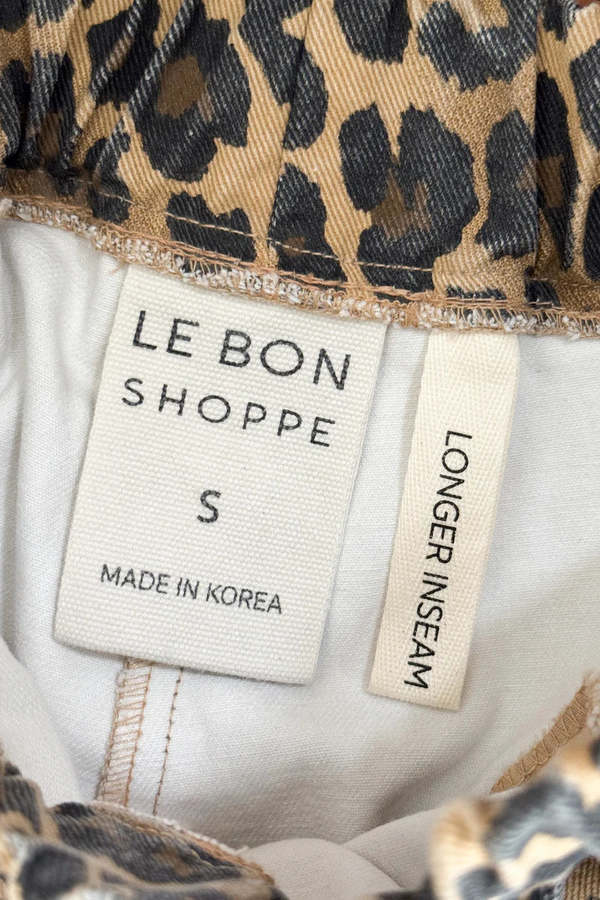 LE BON
SHOPPE
S
MADE IN KOREA
LONGER INSEAM